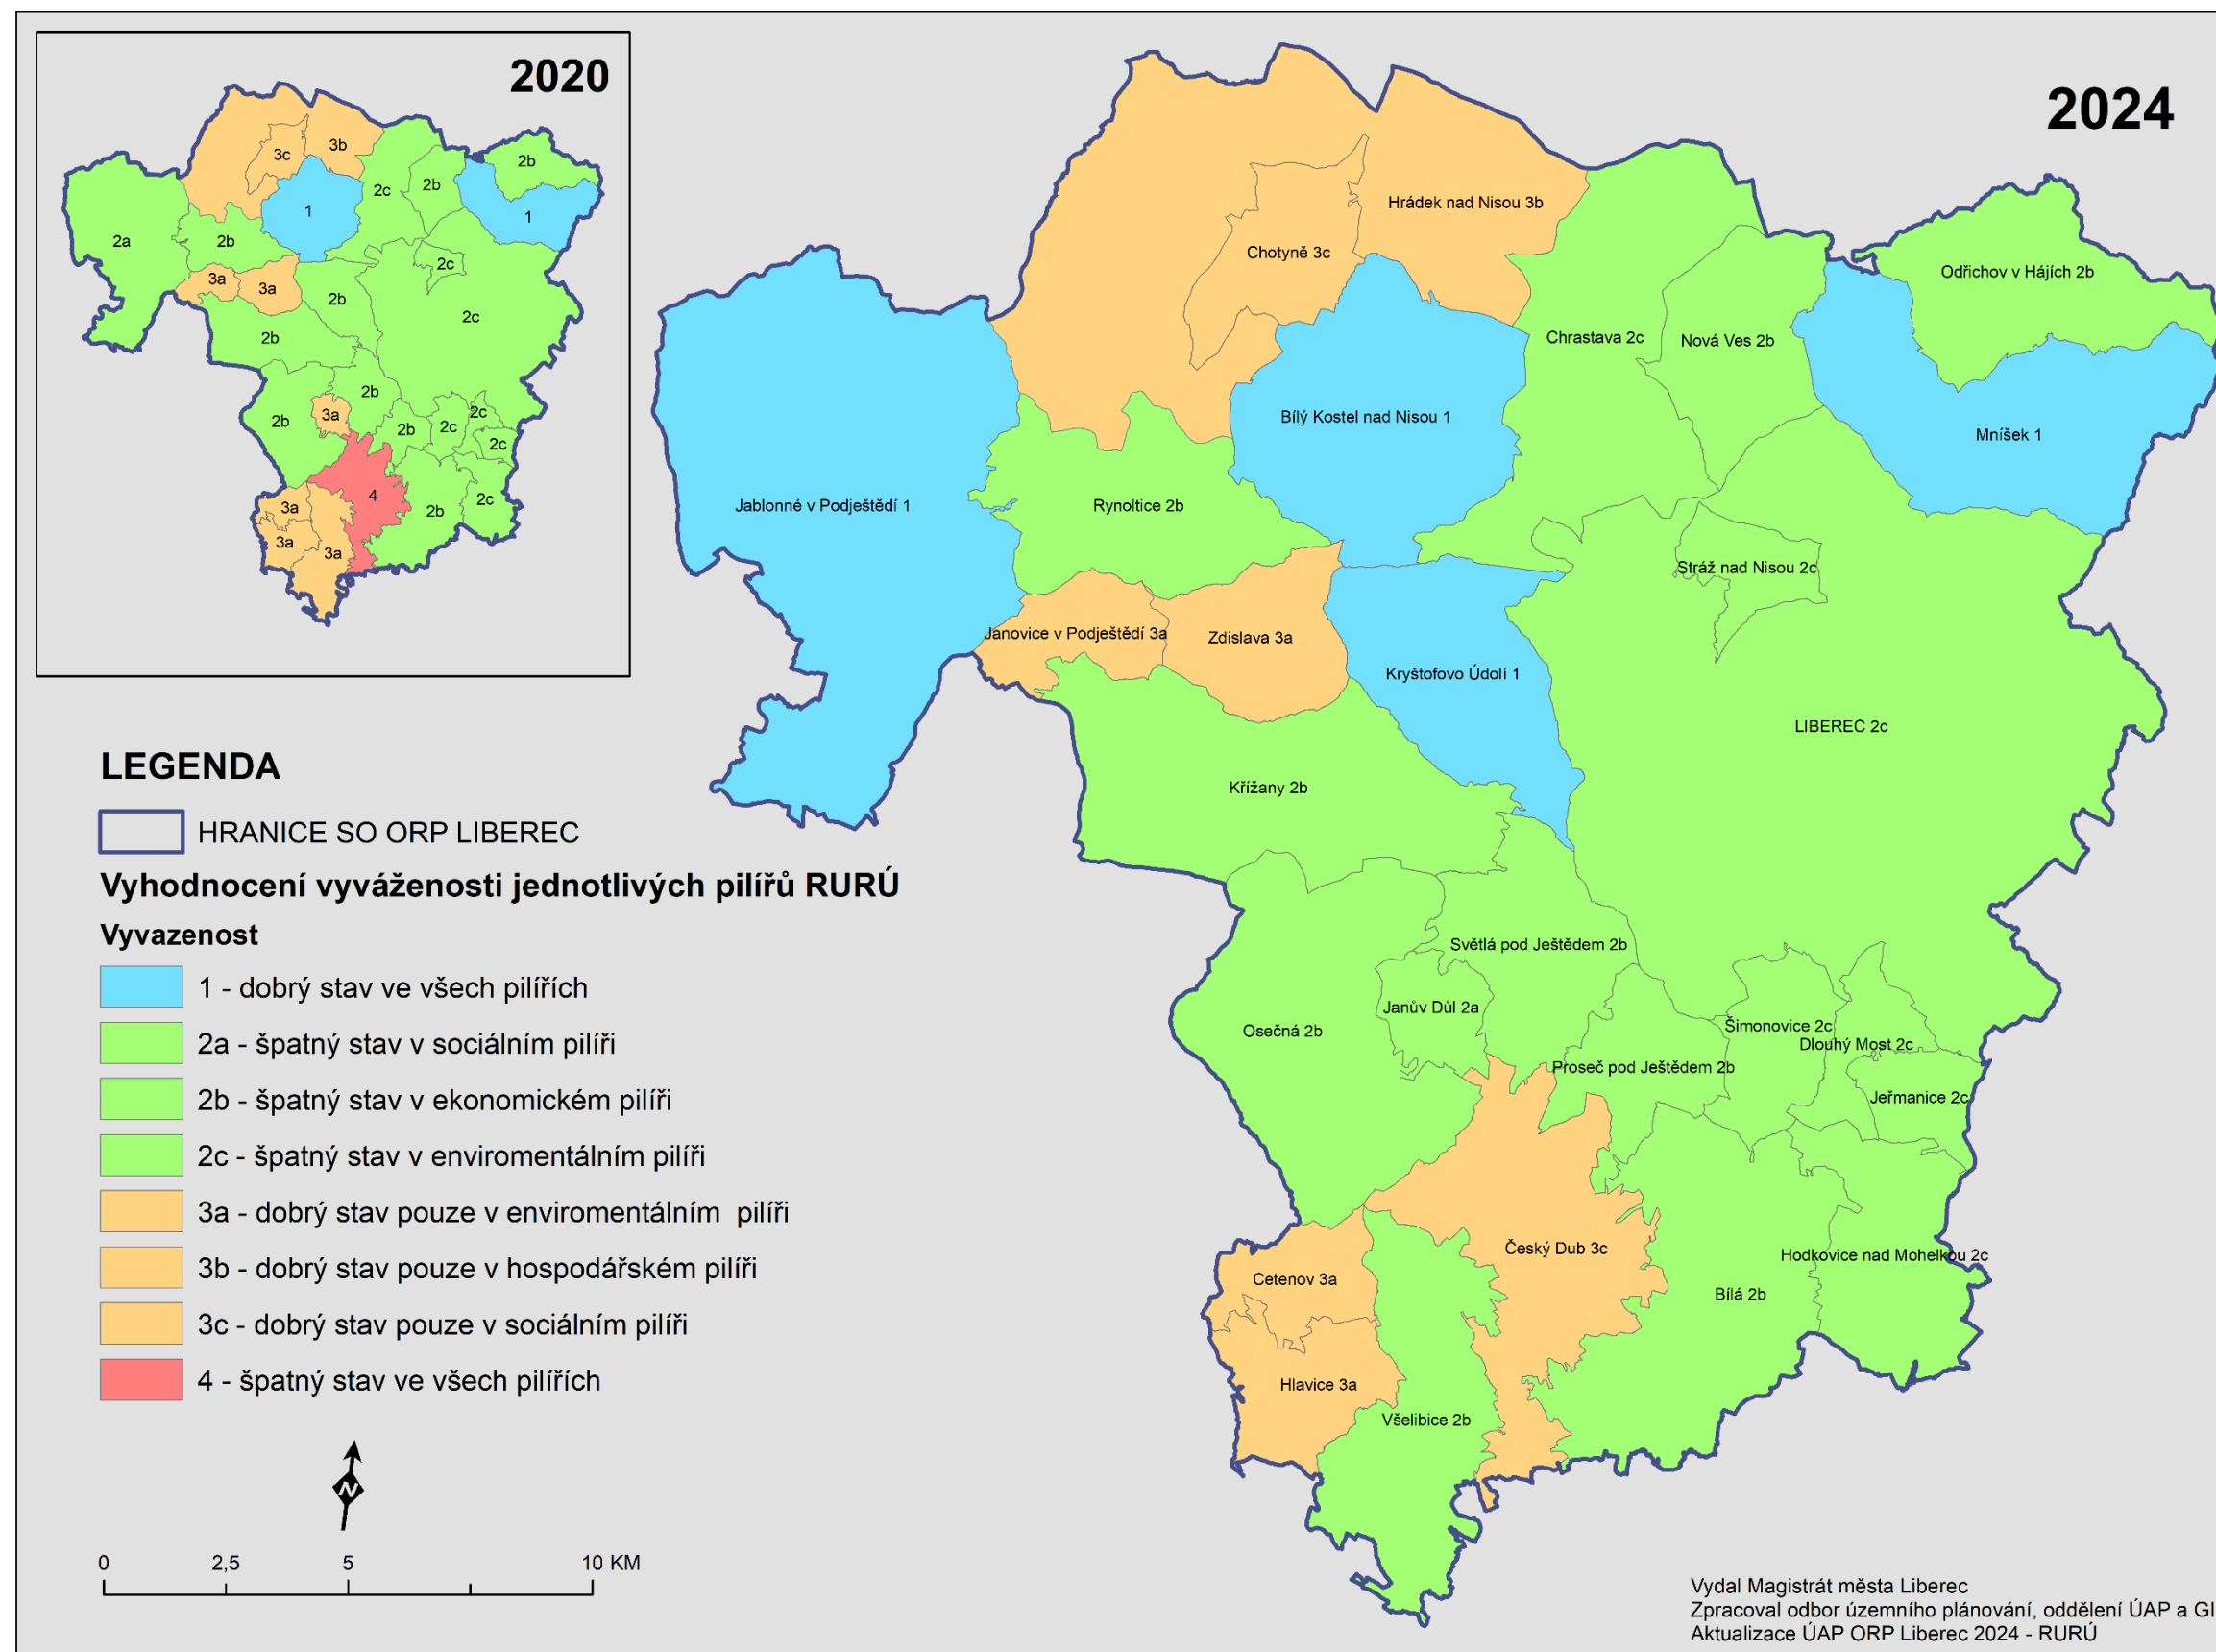 2020
3c
3b
2b
2c
2b
1
1
2a
2b
2c
3a
3a
2b
2c
2b
2b
3a
2b
2c
2c
2b
2c
2b
4
3a
2c
2b
3a
3a
2024
Hrádek nad Nisou 3b
Chotyně 3c
Odřichov v Hájích 2b
Chrastava 2c
Nová Ves 2b
Bílý Kostel nad Nisou 1
Mníšek 1
Jablonné v Podještědí 1
Rynoltice 2b
Stráž nad Nisou 2c
Janovice v Podještědí 3a
Zdislava 3a
Kryštofovo Údolí 1
LIBEREC 2c
Křížany 2b
Světlá pod Ještědem 2b
Janův Důl 2a
Osečná 2b
Šimonovice 2c
Dlouhý Most 2c
Proseč pod Ještědem 2b
Jeřmanice 2c
Český Dub 3c
Hodkovice nad Mohelkou 2c
Cetenov 3a
Bílá 2b
Hlavice 3a
Všelibice 2b
LEGENDA
HRANICE SO ORP LIBEREC
Vyhodnocení vyváženosti jednotlivých pilířů RURÚ
Vyvazenost
1 - dobrý stav ve všech pilířích
2a - špatný stav v sociálním pilíři
2b - špatný stav v ekonomickém pilíři
2c - špatný stav v enviromentálním pilíři
3a - dobrý stav pouze v enviromentálním pilíři
3b - dobrý stav pouze v hospodářském pilíři
3c - dobrý stav pouze v sociálním pilíři
4 - špatný stav ve všech pilířích
N
0 2,5 5 10 KM
Vydal Magistrát města Liberec
Zpracoval odbor územního plánování, oddělení ÚAP a GI
Aktualizace ÚAP ORP Liberec 2024 - RURÚ